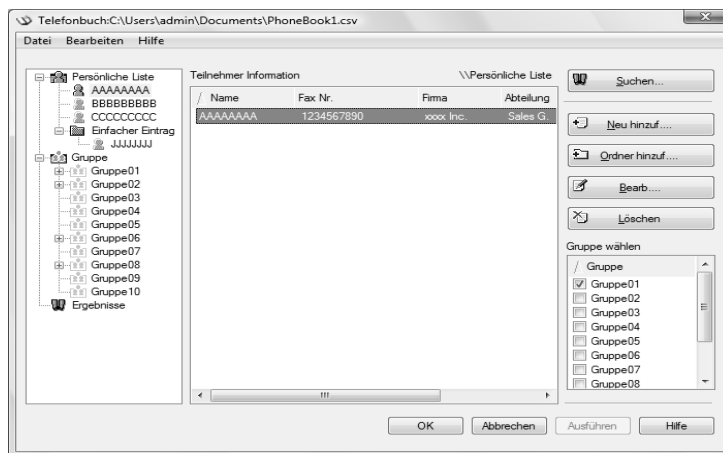 Telefonbuch:C:\Users\admin\Documents\PhoneBook1.csv
Datei Bearbeiten Hilfe
Persönliche Liste
AAAAAAAA
BBBBBBBBB
CCCCCCCCC
Einfacher Eintrag
JJJJJJJJ
Gruppe
Gruppe01
Gruppe02
Gruppe03
Gruppe04
Gruppe05
Gruppe06
Gruppe07
Gruppe08
Gruppe09
Gruppe10
Ergebnisse
Teilnehmer Information \\Persönliche Liste
/ Name Fax Nr. Firma Abteilung
AAAAAAAA 1234567890 xxxx Inc. Sales G.
Suchen...
Neu hinzuf....
Ordner hinzuf....
Bearb....
Löschen
Gruppe wählen
/ Gruppe
Gruppe01
Gruppe02
Gruppe03
Gruppe04
Gruppe05
Gruppe06
Gruppe07
Gruppe08
OK Abbrechen Ausführen Hilfe